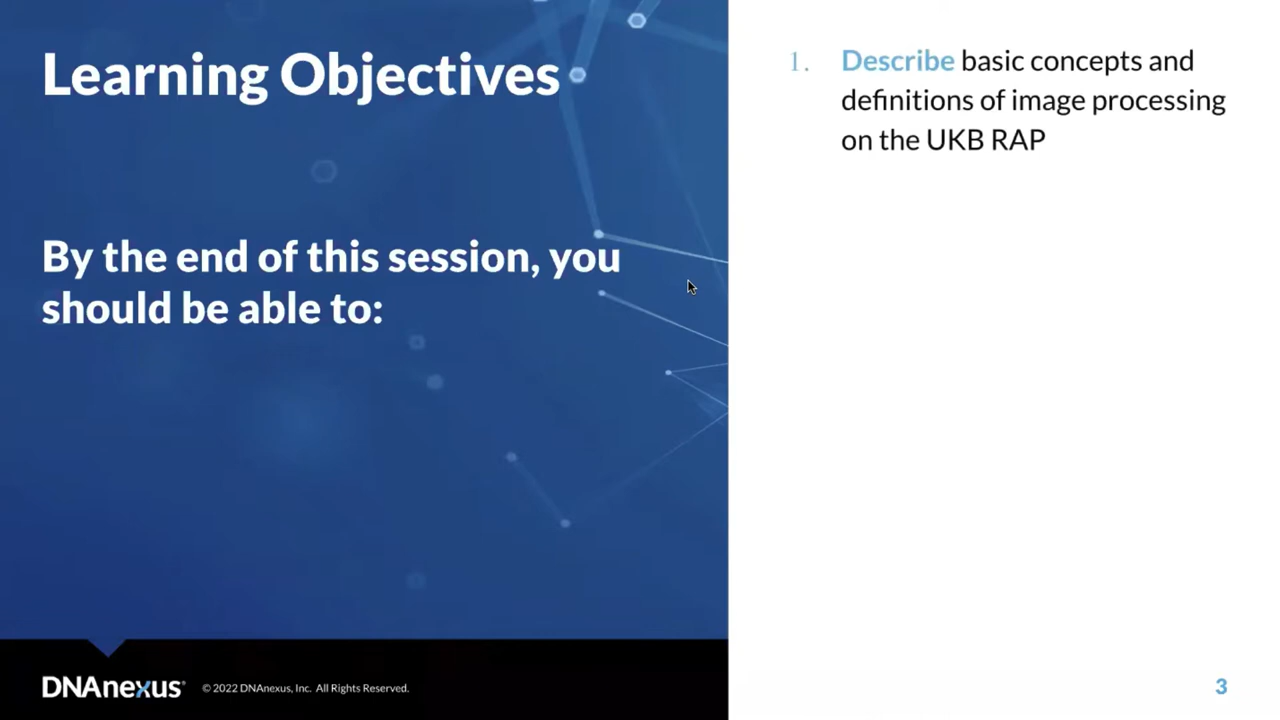 Learning Objectives
By the end of this session, you
should be able to:
1. Describe basic concepts and
definitions of image processing
on the UKB RAP
DNAnexus® © 2022 DNAnexus, Inc. All Rights Reserved.
3